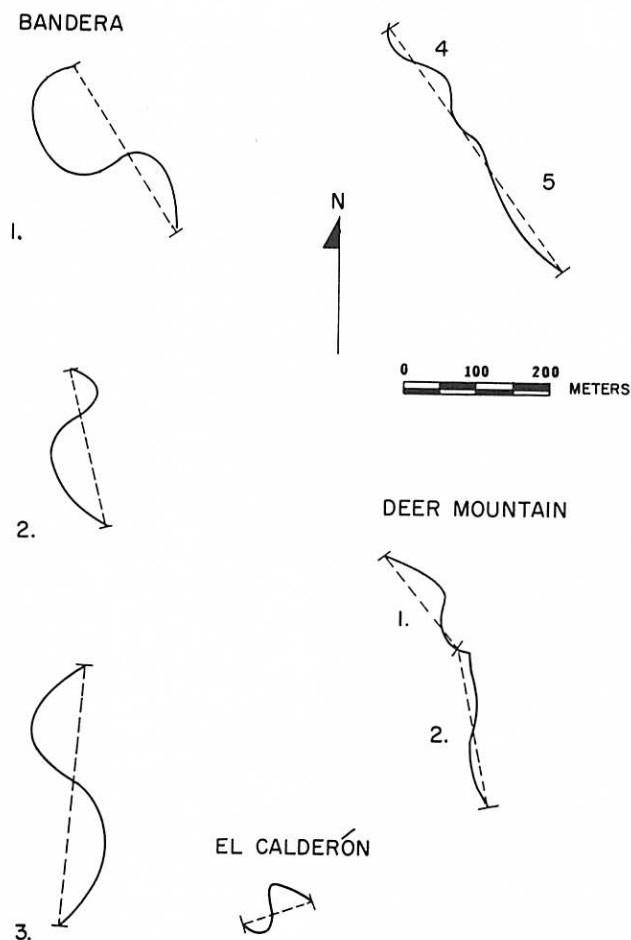 BANDERA
1.
2.
3.
4
5
N
0 100 200
METERS
DEER MOUNTAIN
1.
2.
EL CALDERÓN